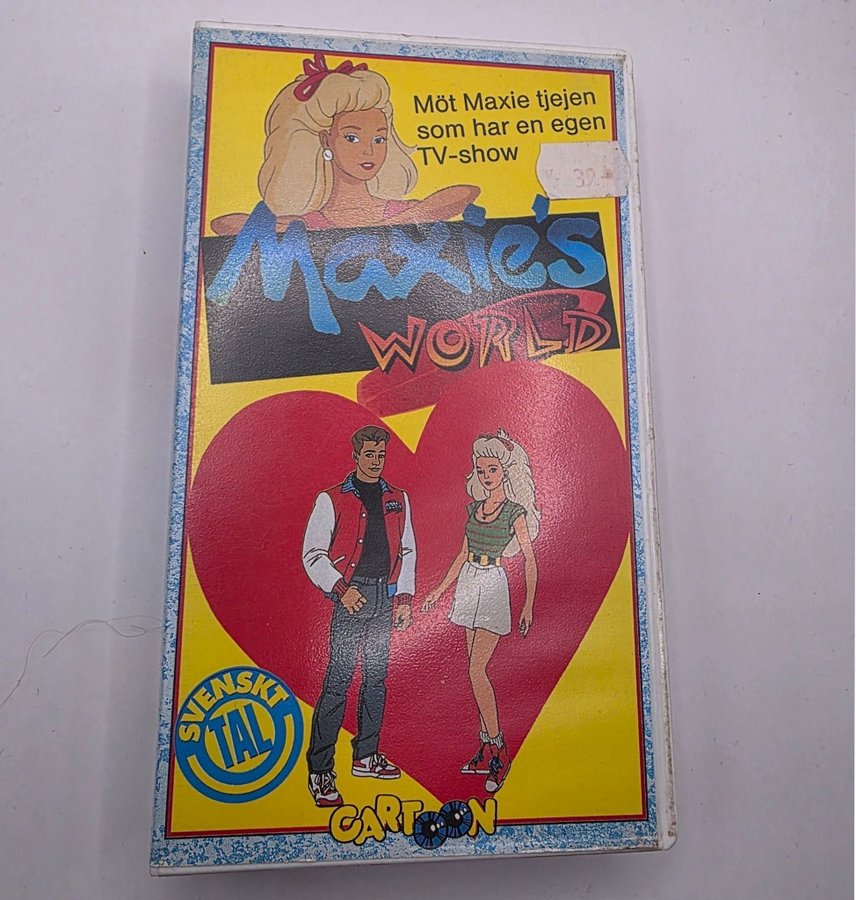 Möt Maxie tjejen
som har en egen
TV-show
Maxie's
WORLD
SVENSKT
TAL
CARTOON